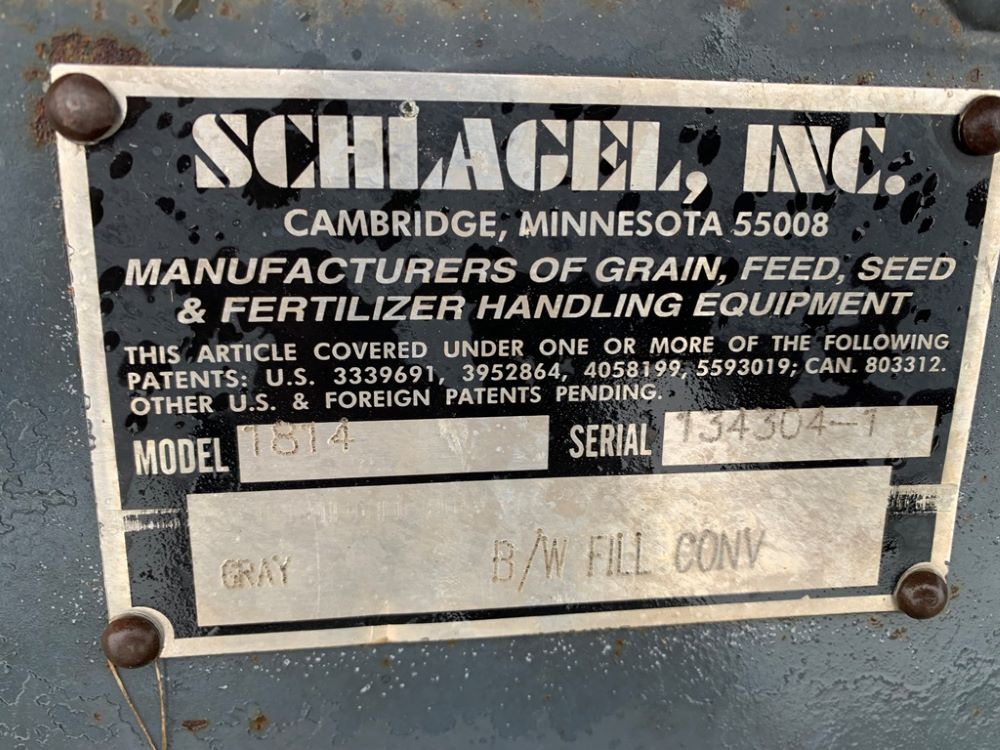 SCHLAGEL, INC.
CAMBRIDGE, MINNESOTA 55008
MANUFACTURERS OF GRAIN, FEED, SEED
& FERTILIZER HANDLING EQUIPMENT
THIS ARTICLE COVERED UNDER ONE OR MORE OF THE FOLLOWING
PATENTS: U.S. 3339691, 3952864, 4058199, 5593019; CAN. 803312.
OTHER U.S. & FOREIGN PATENTS PENDING.
MODEL 1814 SERIAL 134304-1
GRAY B/W FILL CONV